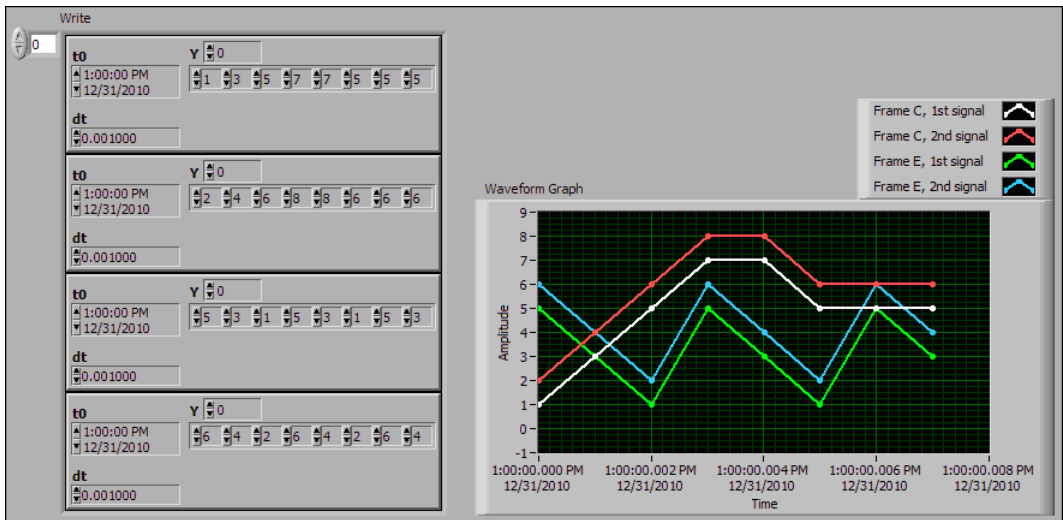 Write
0
t0
Y 0
1:00:00 PM
12/31/2010
1 3 5 7 7 5 5 5
dt
0.001000
t0
Y 0
1:00:00 PM
12/31/2010
2 4 6 8 8 6 6 6
dt
0.001000
t0
Y 0
1:00:00 PM
12/31/2010
5 3 1 5 3 1 5 3
dt
0.001000
t0
Y 0
1:00:00 PM
12/31/2010
6 4 2 6 4 2 6 4
dt
0.001000
Frame C, 1st signal
Frame C, 2nd signal
Frame E, 1st signal
Frame E, 2nd signal
Waveform Graph
Amplitude
9
8
7
6
5
4
3
2
1
0
-1
1:00:00.000 PM 1:00:00.002 PM 1:00:00.004 PM 1:00:00.006 PM 1:00:00.008 PM
12/31/2010 12/31/2010 12/31/2010 12/31/2010 12/31/2010
Time